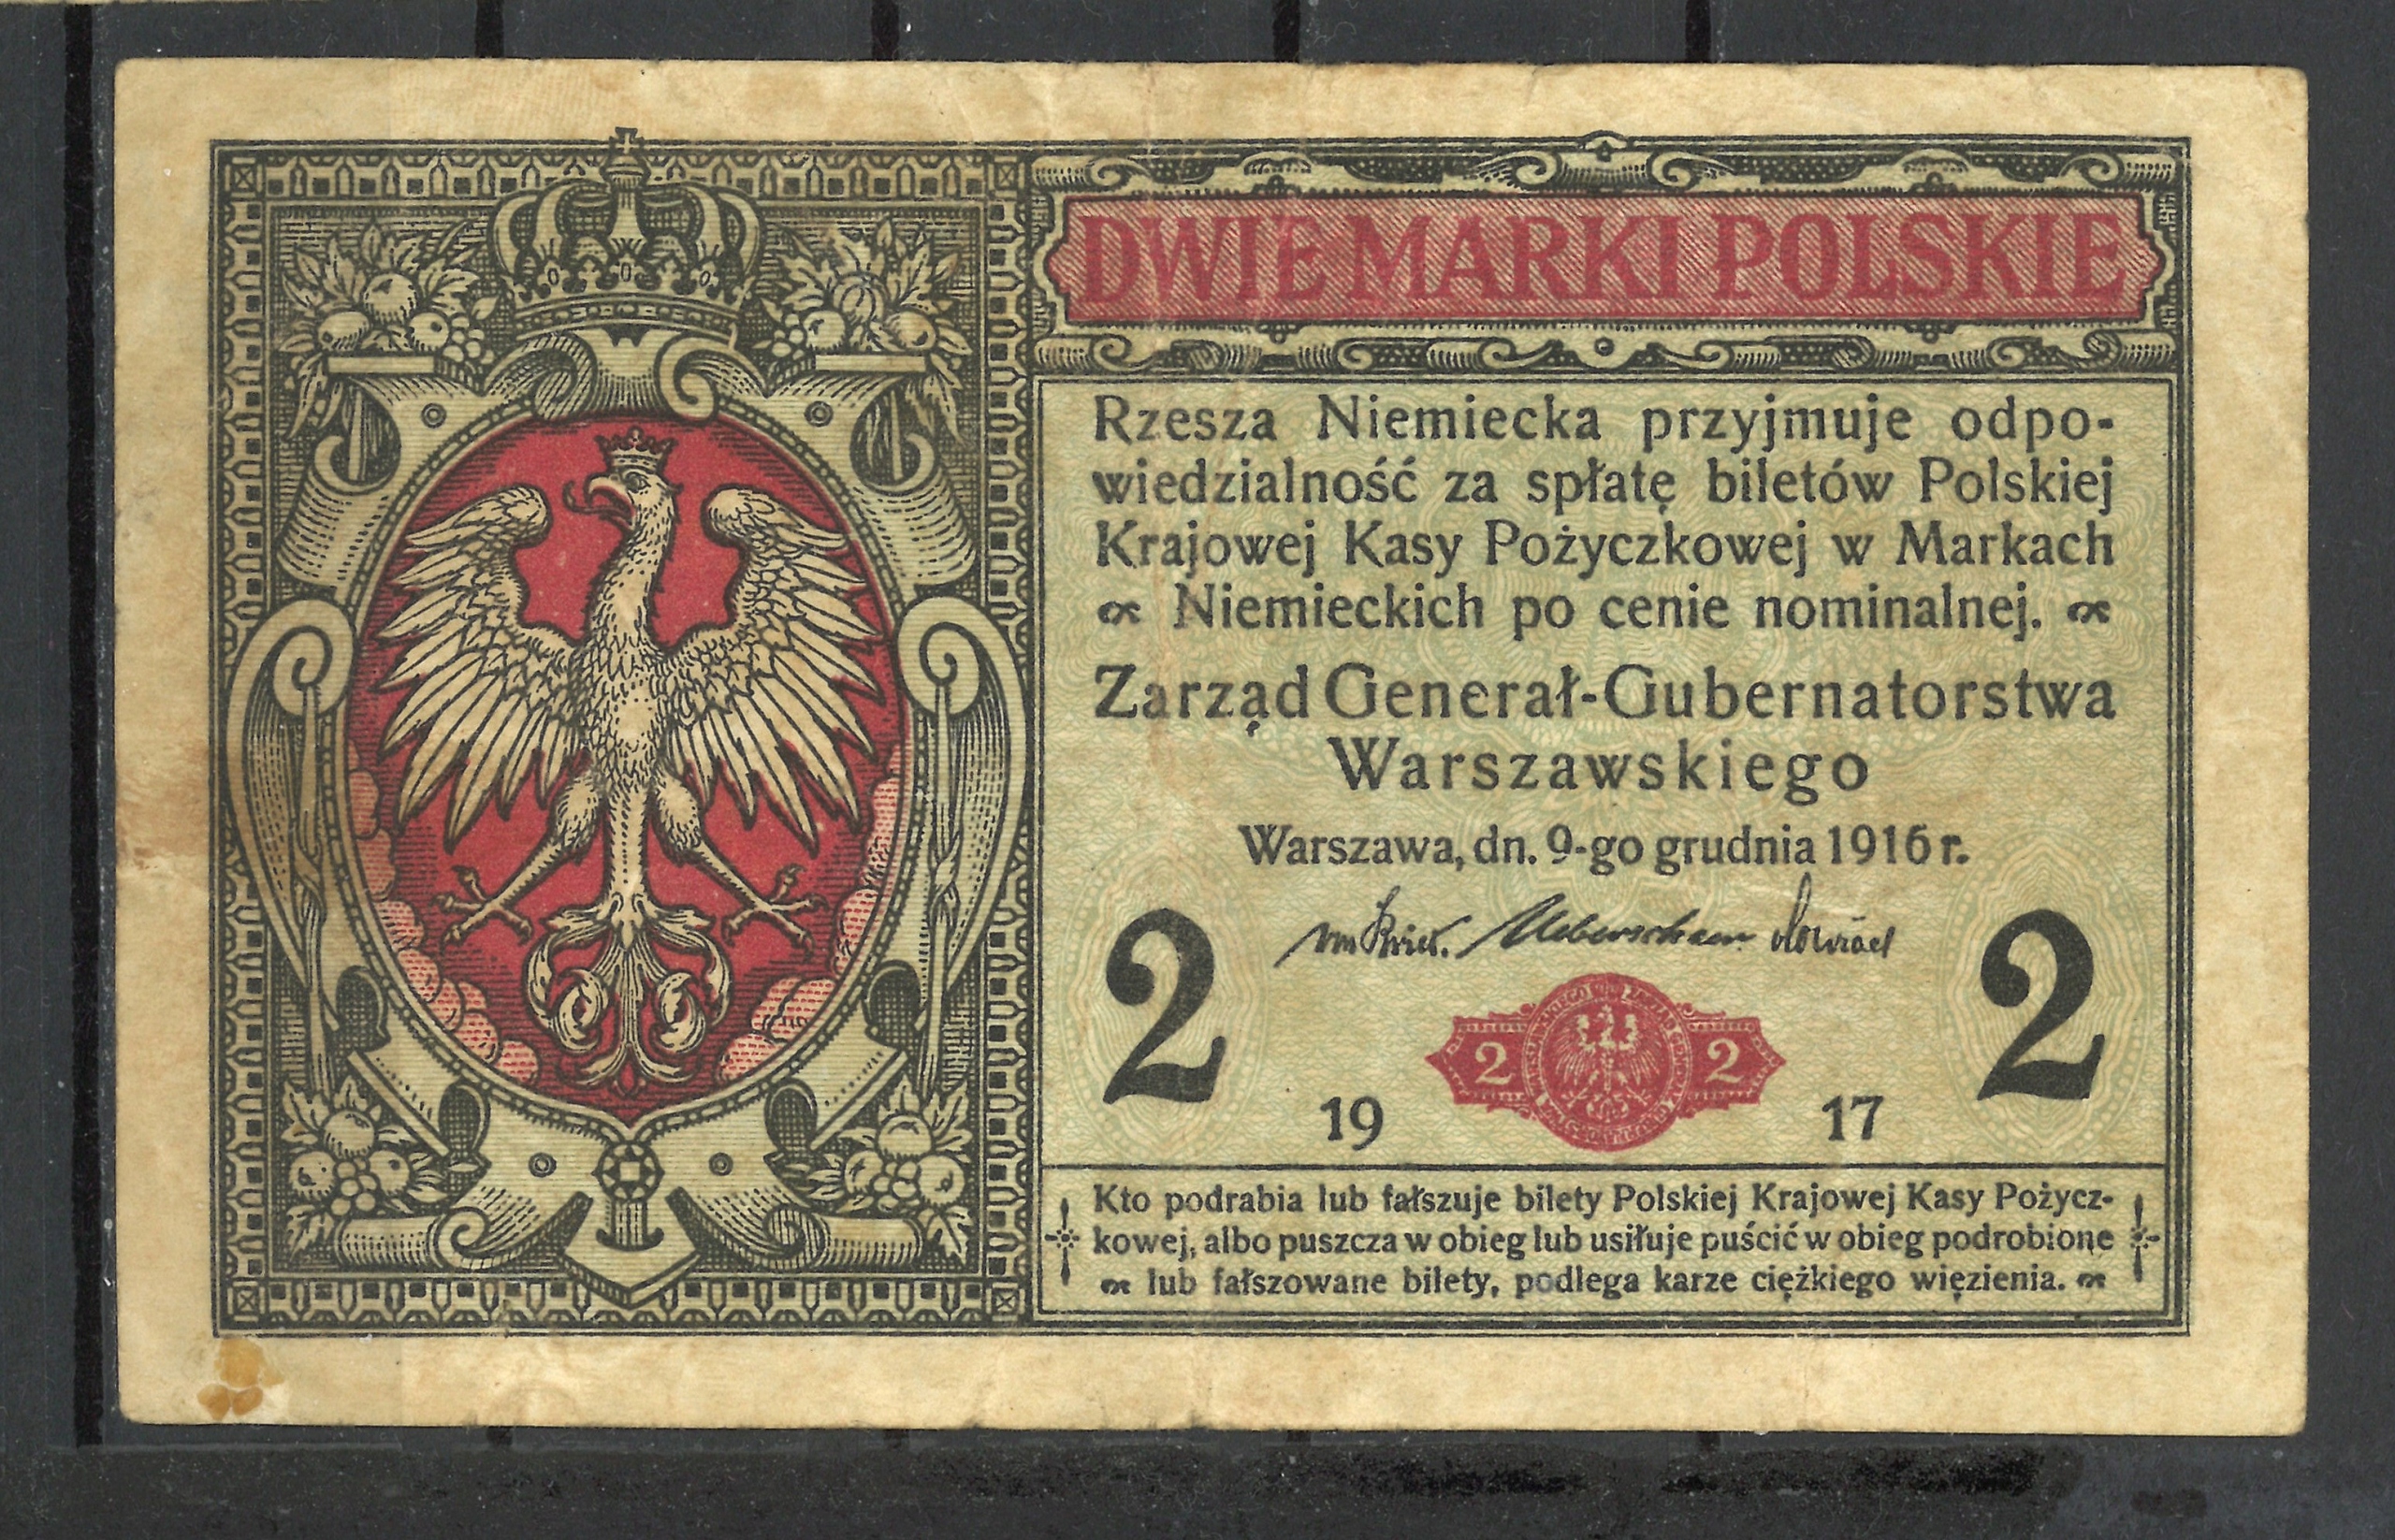 DWIE MARKI POLSKIE
Rzesza Niemiecka przyjmuje odpo-
wiedzialność za spłatę biletów Polskiej
Krajowej Kasy Pożyczkowej w Markach
Niemieckich po cenie nominalnej.
Zarząd Generał-Gubernatorstwa
Warszawskiego
Warszawa, dn. 9-go grudnia 1916 r.
2 2
2 2
19 17
Kto podrabia lub fałszuje bilety Polskiej Krajowej Kasy Pożycz-
kowej, albo puszcza w obieg lub usiłuje puścić w obieg podrobione
lub fałszowane bilety, podlega karze ciężkiego więzienia.